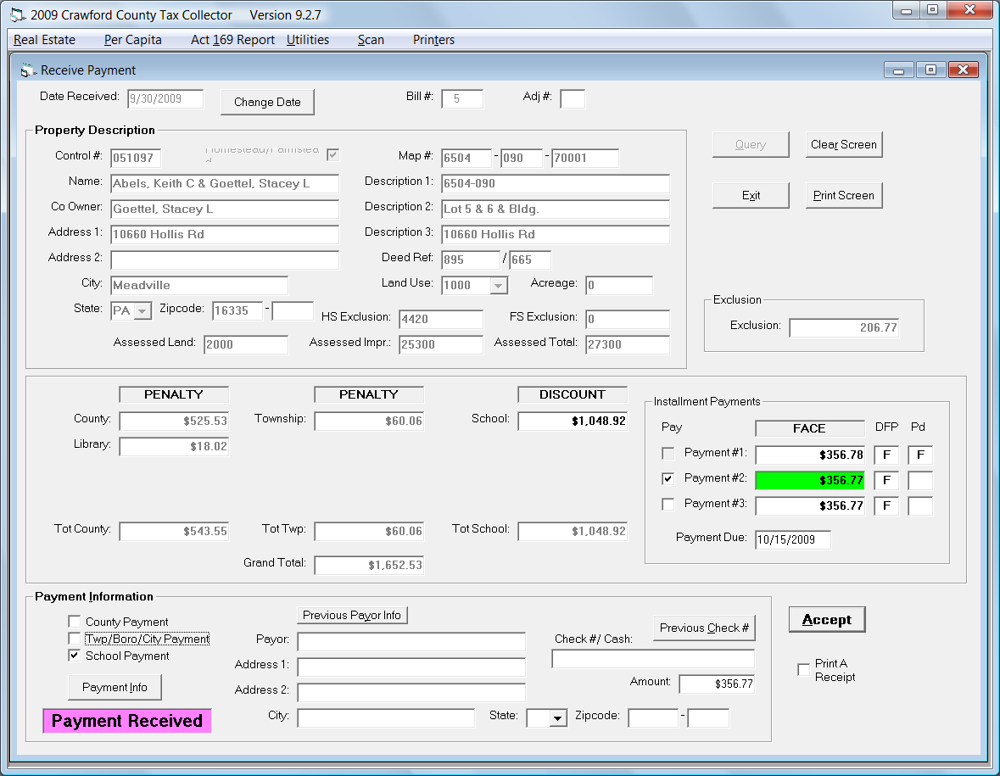 2009 Crawford County Tax Collector Version 9.2.7
Real Estate Per Capita Act 169 Report Utilities Scan Printers
Receive Payment
Date Received: 9/30/2009 Change Date Bill #: 5 Adj #:
Property Description
Control #: 051097 Homestead/Farmstead Map #: 6504 - 090 - 70001 Query Clear Screen
Name: Abels, Keith C & Goettel, Stacey L Description 1: 6504-090
Co Owner: Goettel, Stacey L Description 2: Lot 5 & 6 & Bldg. Exit Print Screen
Address 1: 10660 Hollis Rd Description 3: 10660 Hollis Rd
Address 2: Deed Ref: 895 / 665
City: Meadville Land Use: 1000 Acreage: 0
Exclusion
State: PA Zipcode: 16335 - HS Exclusion: 4420 FS Exclusion: 0 Exclusion: 206.77
Assessed Land: 2000 Assessed Impr.: 25300 Assessed Total: 27300
PENALTY PENALTY DISCOUNT
Installment Payments
County: $525.53 Township: $60.06 School: $1,048.92
Pay FACE DFP Pd
Library: $18.02
Payment #1: $356.78 F F
Payment #2: $356.77 F
Payment #3: $356.77 F
Tot County: $543.55 Tot Twp: $60.06 Tot School: $1,048.92
Payment Due: 10/15/2009
Grand Total: $1,652.53
Payment Information
County Payment Previous Payor Info
Twp/Boro/City Payment Payor: Check #/ Cash: Previous Check # Accept
School Payment
Address 1: Print A
Receipt
Payment Info Address 2: Amount: $356.77
Payment Received City: State: Zipcode: -